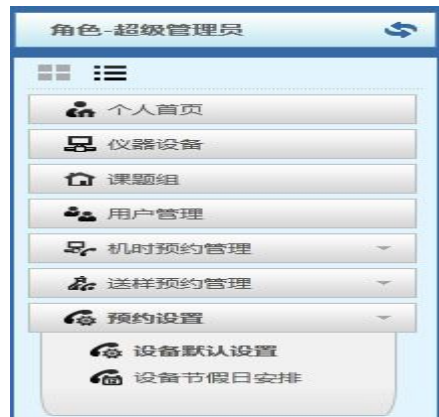 角色-超级管理员
个人首页
仪器设备
课题组
用户管理
机时预约管理
送样预约管理
预约设置
设备默认设置
设备节假日安排